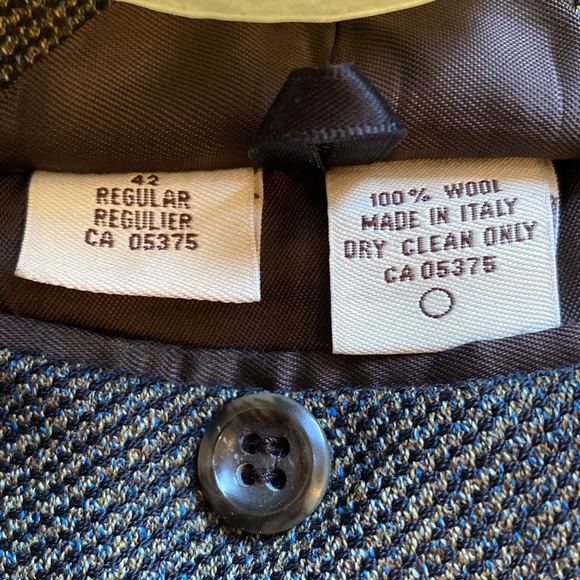 42
REGULAR
REGULIER
CA 05375
100% WOOL
MADE IN ITALY
DRY CLEAN ONLY
CA 05375